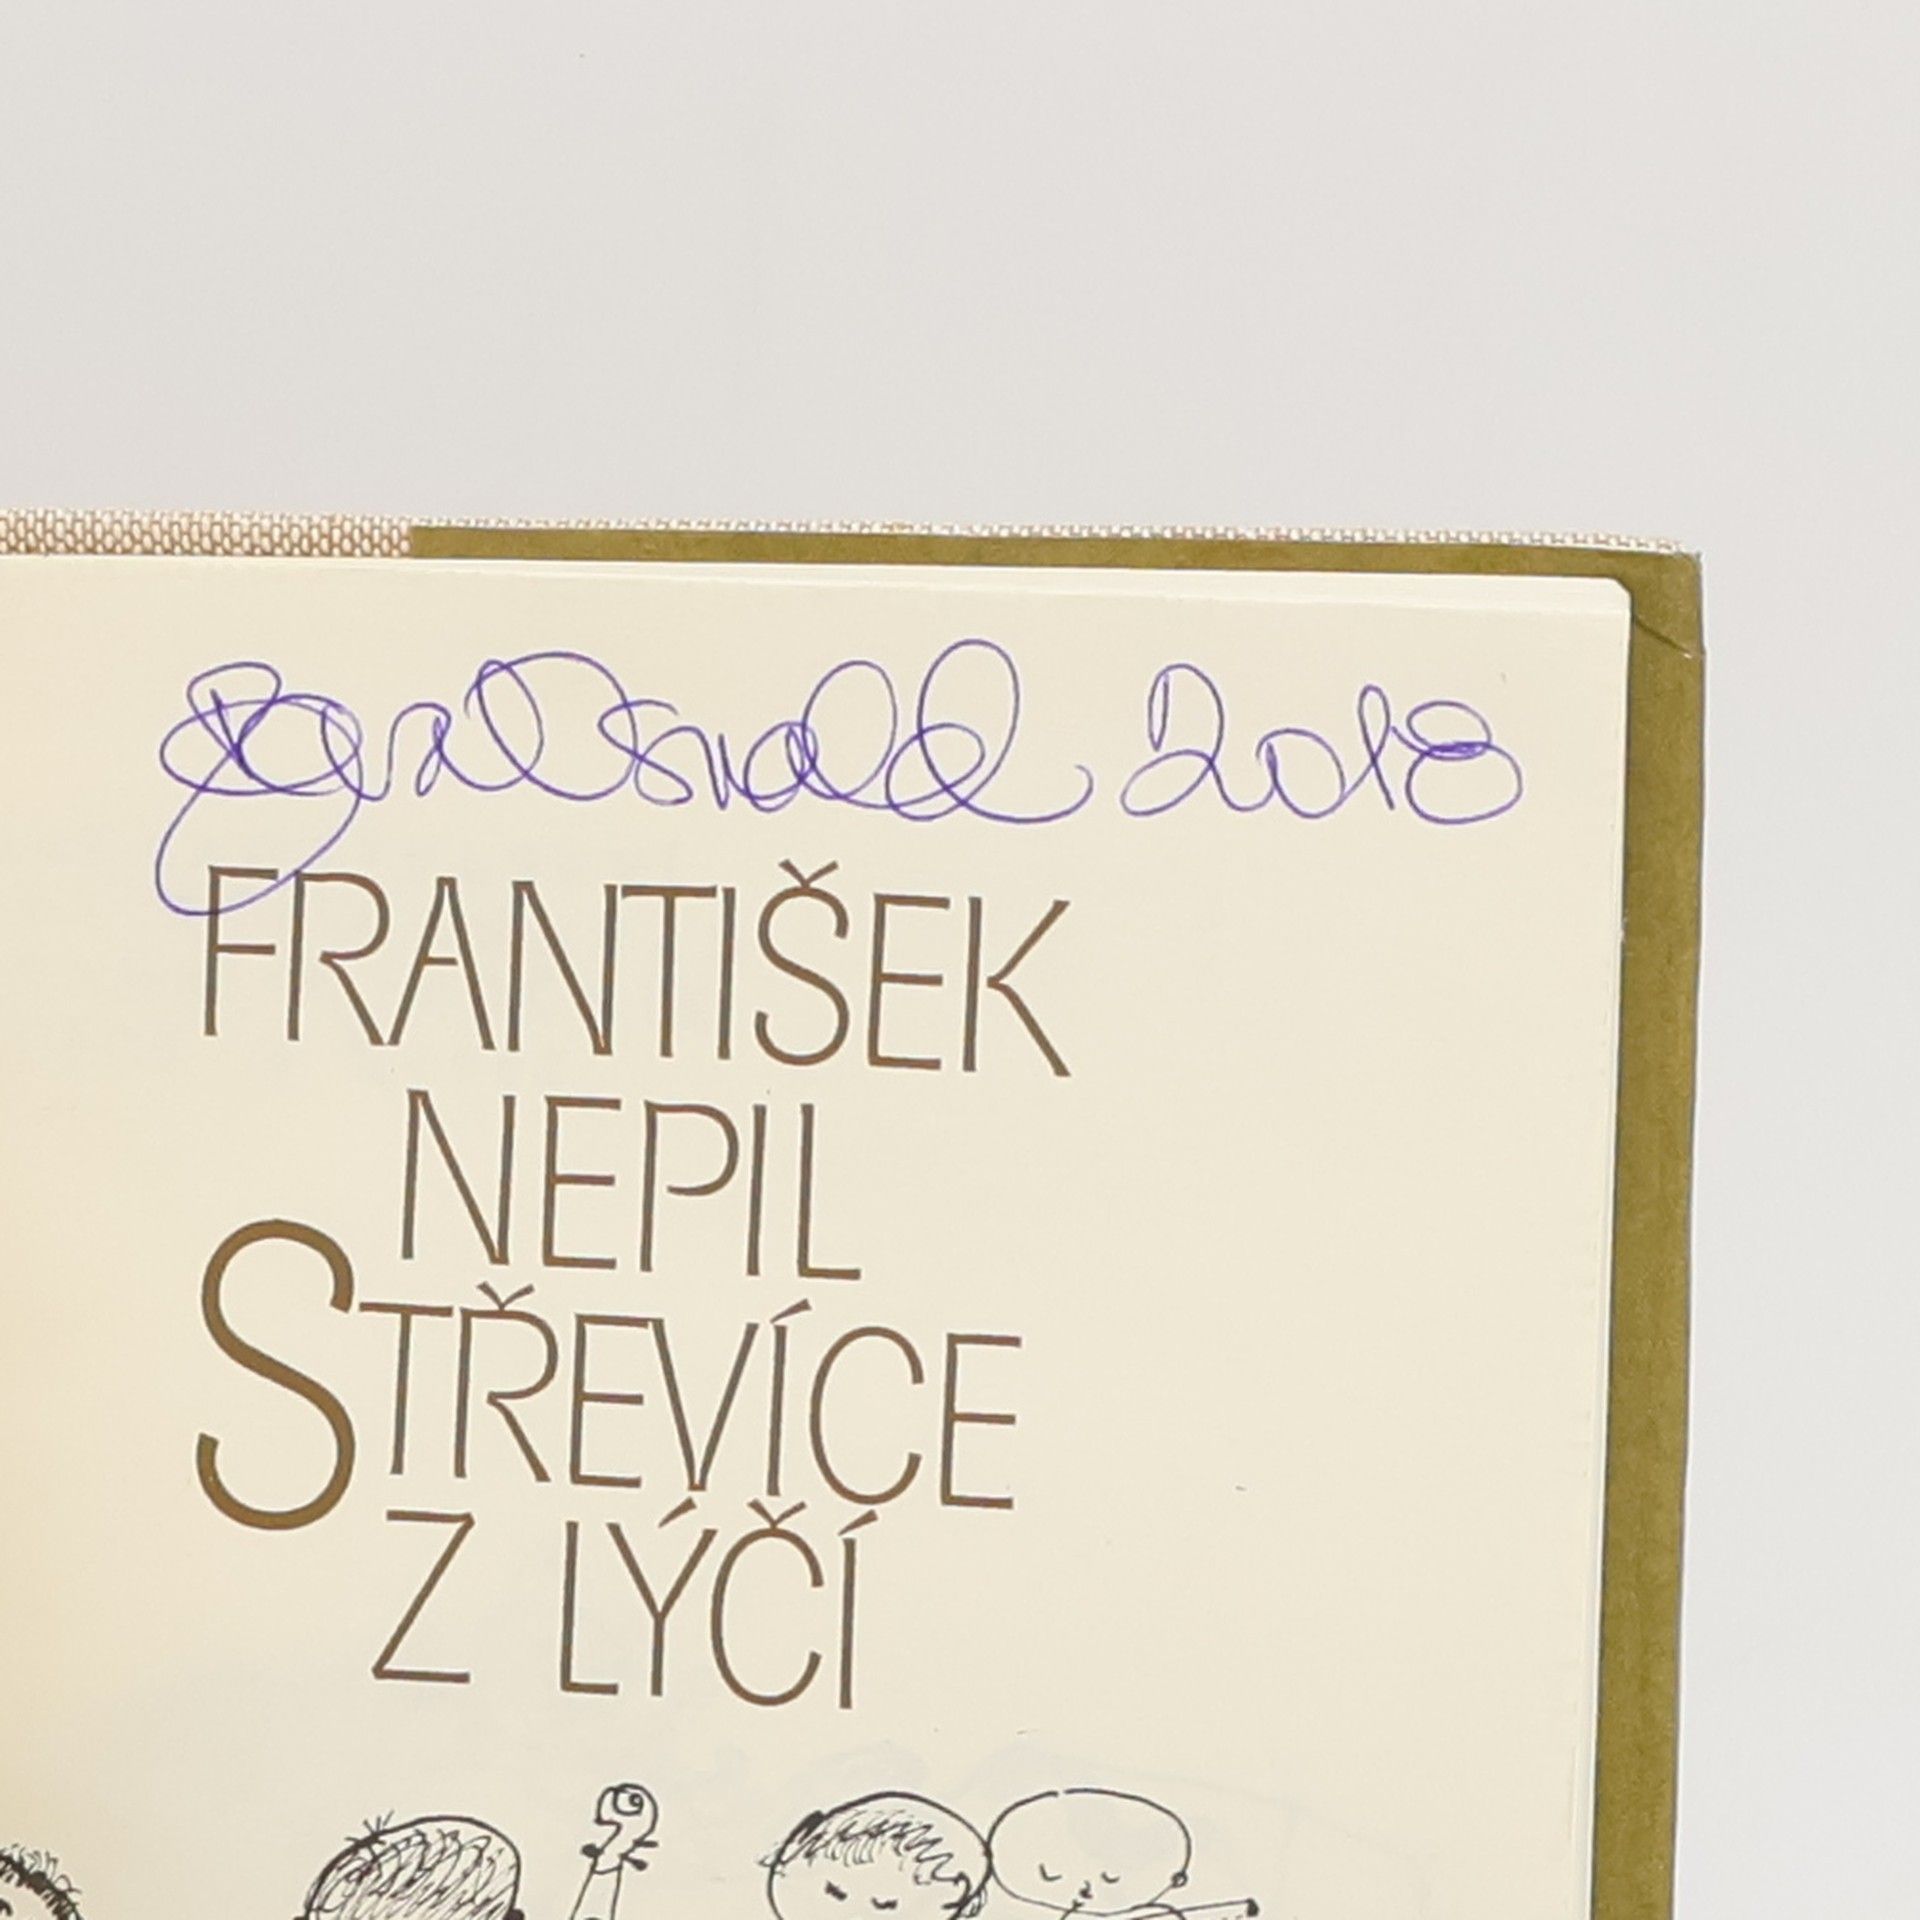 2018
FRANTIŠEK
NEPIL
STŘEVÍCE
Z LÝČÍ